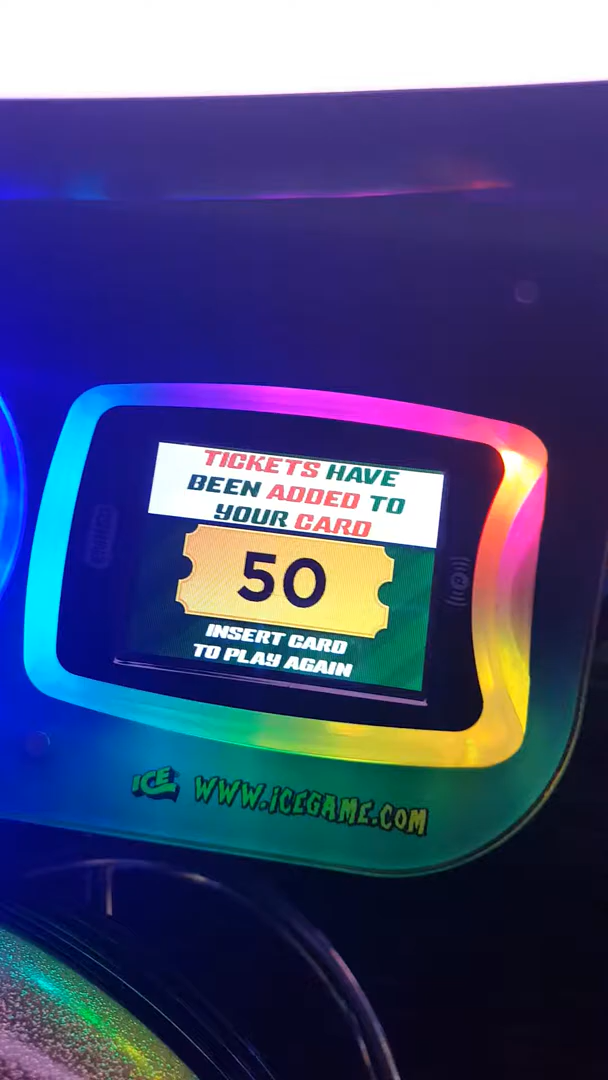 TICKETS HAVE
BEEN ADDED TO
YOUR CARD
50
INSERT CARD
TO PLAY AGAIN
ICE WWW.ICEGAME.COM